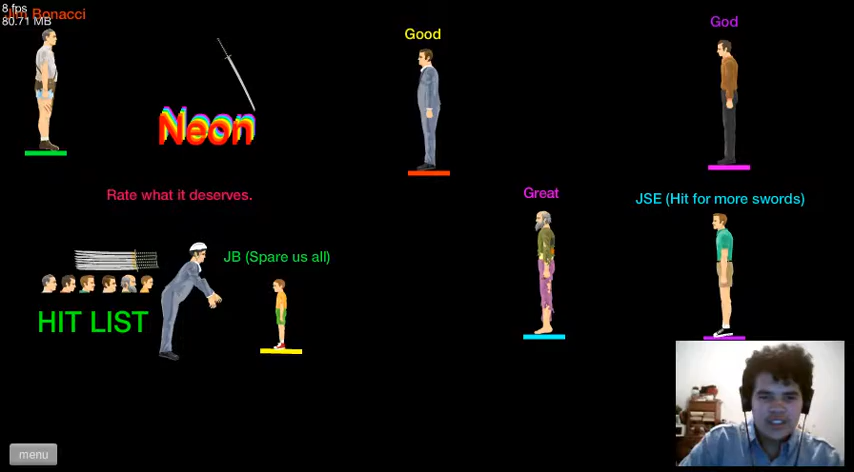 8 fps
80.71 MB
Jim Bonacci
Good
God
Neon
Rate what it deserves.
Great
JSE (Hit for more swords)
JB (Spare us all)
HIT LIST
menu